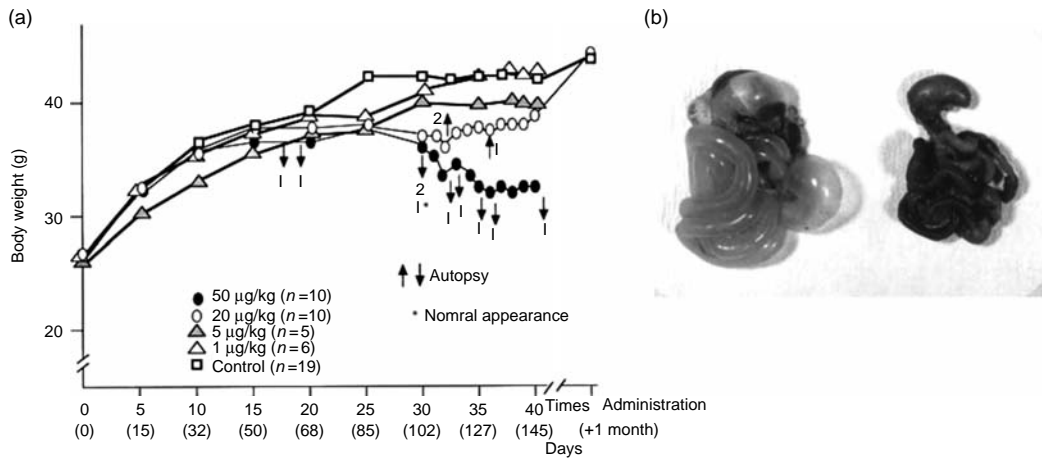 (a)
(b)
Body weight (g)
40
30
20
2
I
I I
2
I*
I
I
I
I
I
Autopsy
* Nomral appearance
50 μg/kg (n=10)
20 μg/kg (n=10)
5 μg/kg (n=5)
1 μg/kg (n=6)
Control (n=19)
0 5 10 15 20 25 30 35 40 Times Administration
(0) (15) (32) (50) (68) (85) (102) (127) (145) (+1 month)
Days